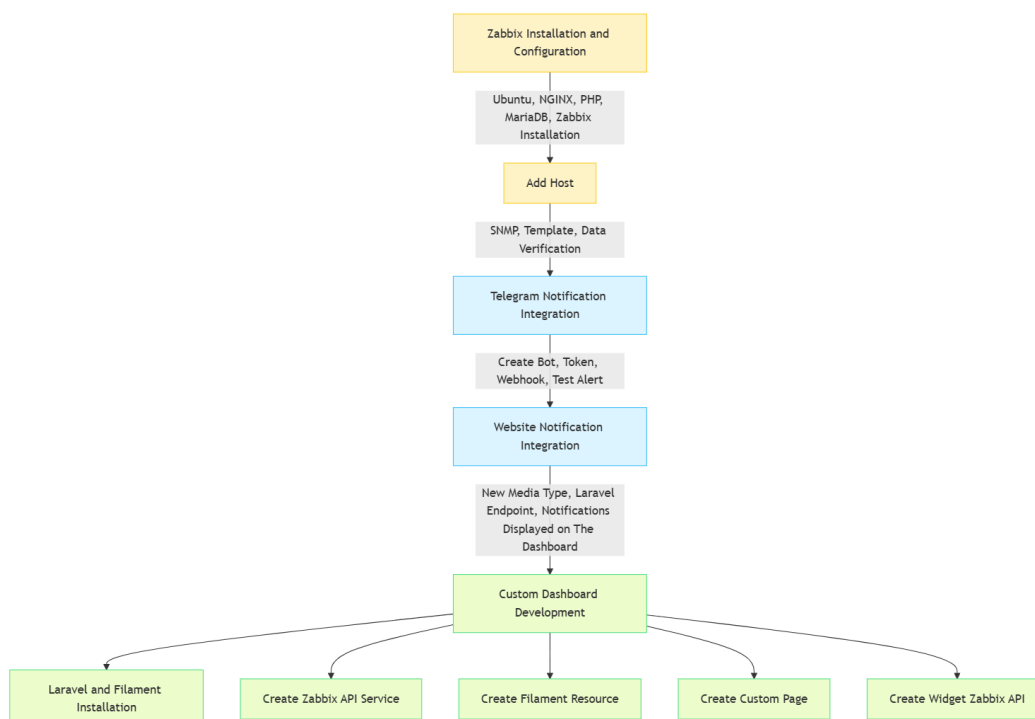 Zabbix Installation and
Configuration
Ubuntu, NGINX, PHP,
MariaDB, Zabbix
Installation
Add Host
SNMP, Template, Data
Verification
Telegram Notification
Integration
Create Bot, Token,
Webhook, Test Alert
Website Notification
Integration
New Media Type, Laravel
Endpoint, Notifications
Displayed on The
Dashboard
Custom Dashboard
Development
Laravel and Filament
Installation
Create Zabbix API Service
Create Filament Resource
Create Custom Page
Create Widget Zabbix API